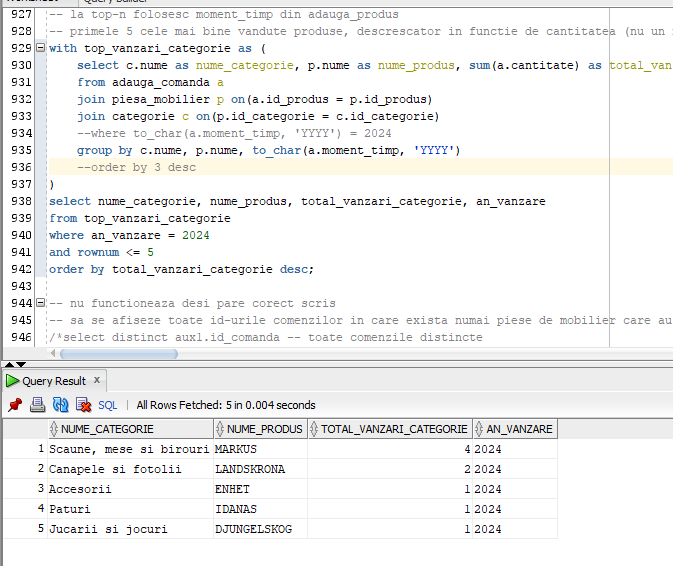 Query Builder
927 -- la top-n folosesc moment_timp din adauga_produs
928 -- primele 5 cele mai bine vandute produse, descrescator in functie de cantitatea (nu un
929 with top_vanzari_categorie as (
930 select c.nume as nume_categorie, p.nume as nume_produs, sum(a.cantitate) as total_van
931 from adauga_comanda a
932 join piesa_mobilier p on(a.id_produs = p.id_produs)
933 join categorie c on(p.id_categorie = c.id_categorie)
934 --where to_char(a.moment_timp, 'YYYY') = 2024
935 group by c.nume, p.nume, to_char(a.moment_timp, 'YYYY')
936 --order by 3 desc
937 )
938 select nume_categorie, nume_produs, total_vanzari_categorie, an_vanzare
939 from top_vanzari_categorie
940 where an_vanzare = 2024
941 and rownum <= 5
942 order by total_vanzari_categorie desc;
943
944 -- nu functioneaza desi pare corect scris
945 -- sa se afiseze toate id-urile comenzilor in care exista numai piese de mobilier care au
946 /*select distinct aux1.id_comanda -- toate comenzile distincte
Query Result x
SQL | All Rows Fetched: 5 in 0.004 seconds
NUME_CATEGORIE NUME_PRODUS TOTAL_VANZARI_CATEGORIE AN_VANZARE
1 Scaune, mese si birouri MARKUS 4 2024
2 Canapele si fotolii LANDSKRONA 2 2024
3 Accesorii ENHET 1 2024
4 Paturi IDANAS 1 2024
5 Jucarii si jocuri DJUNGELSKOG 1 2024